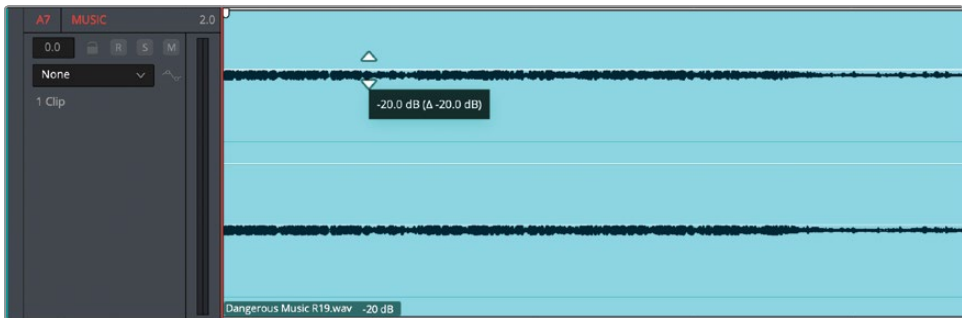 A7 MUSIC 2.0
0.0 R S M
None
1 Clip
-20.0 dB (Δ -20.0 dB)
Dangerous Music R19.wav -20 dB